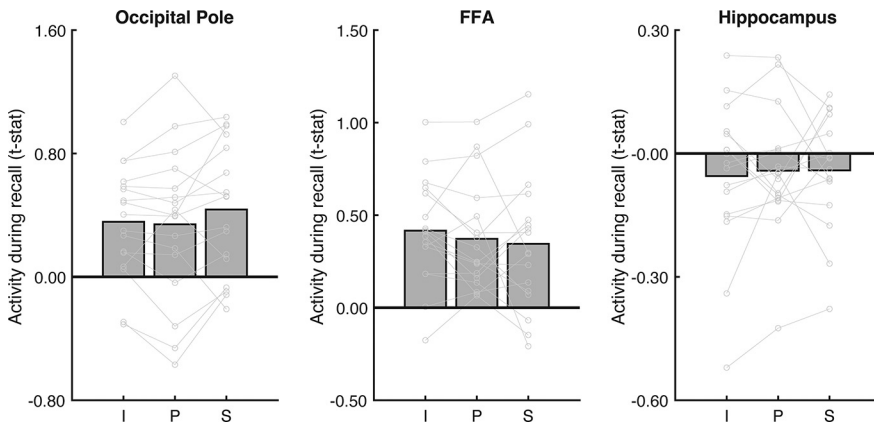 Occipital Pole
Activity during recall (t-stat)
1.60
0.80
0.00
-0.80
I P S
FFA
Activity during recall (t-stat)
1.50
1.00
0.50
0.00
-0.50
I P S
Hippocampus
Activity during recall (t-stat)
0.30
-0.00
-0.30
-0.60
I P S